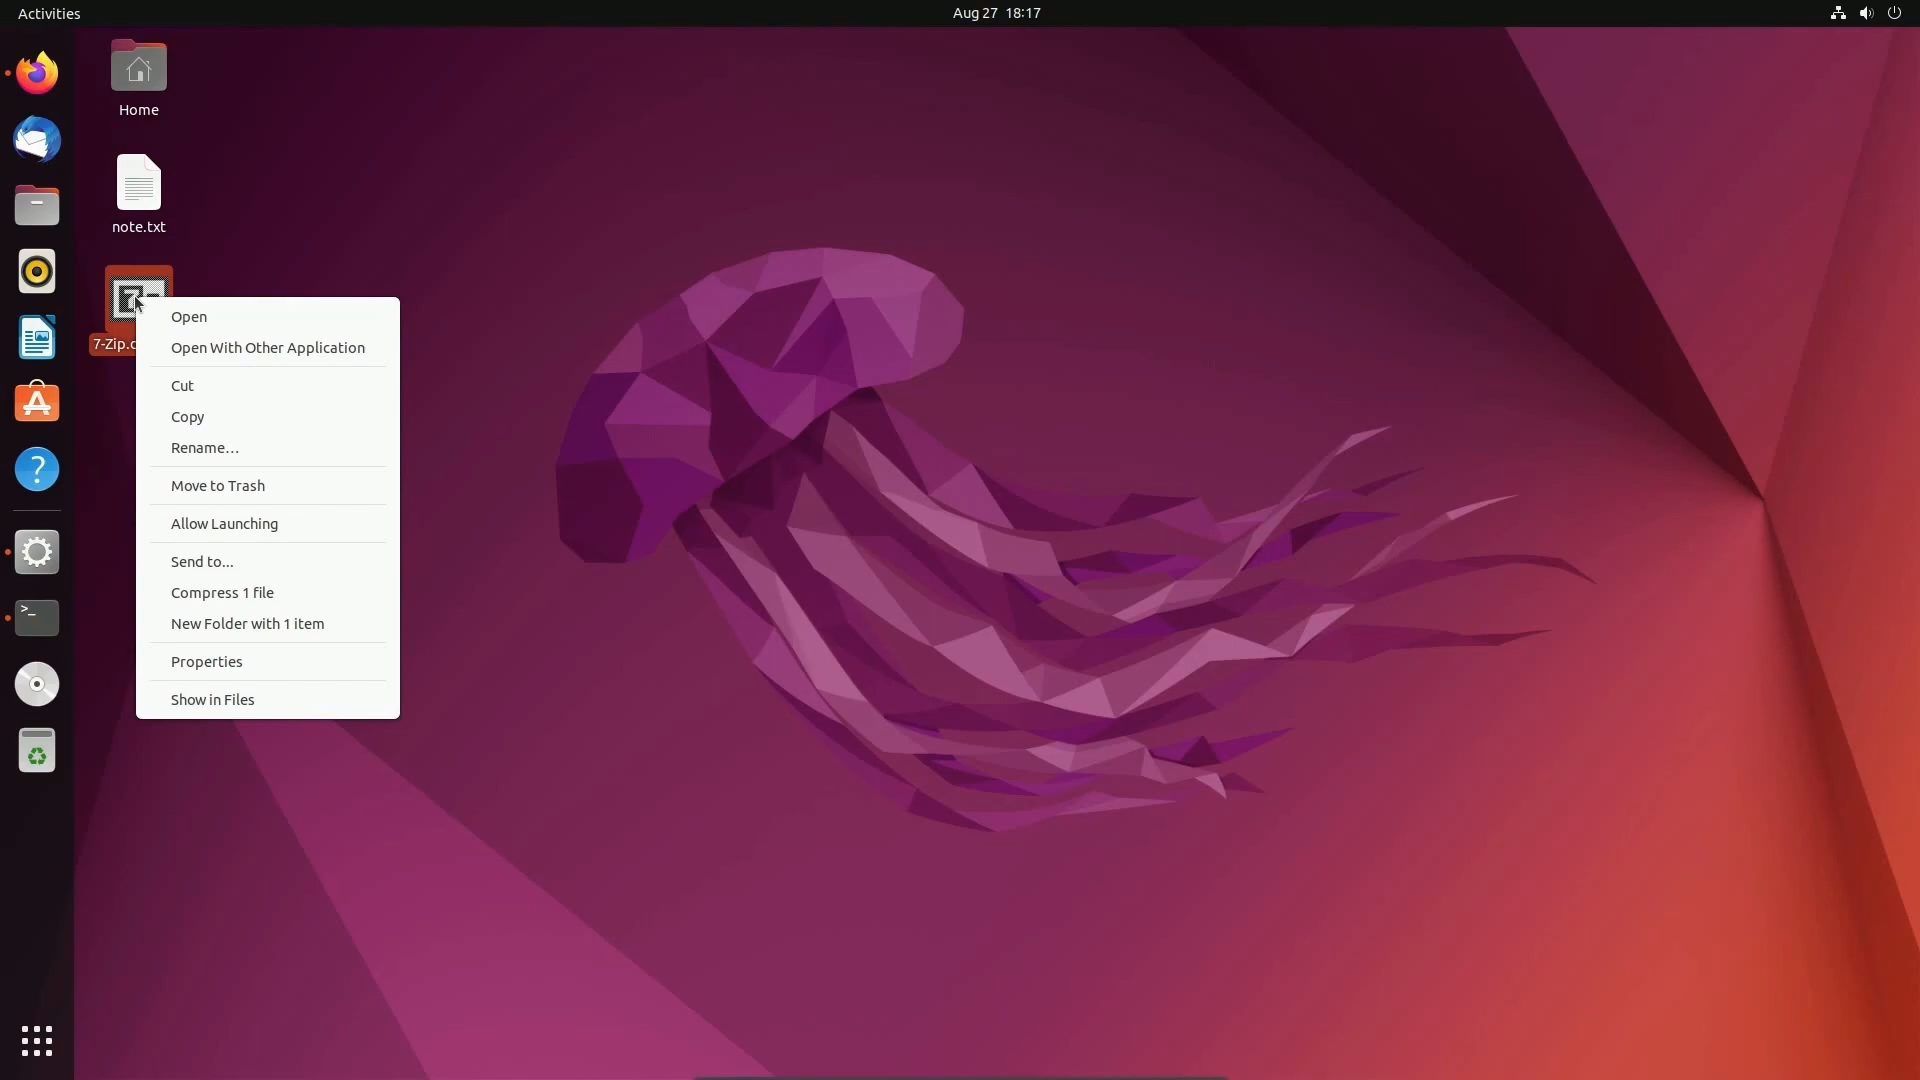 Activities
Aug 27 18:17
Home
note.txt
7-Zip.
Open
Open With Other Application
Cut
Copy
Rename…
Move to Trash
Allow Launching
Send to...
Compress 1 file
New Folder with 1 item
Properties
Show in Files